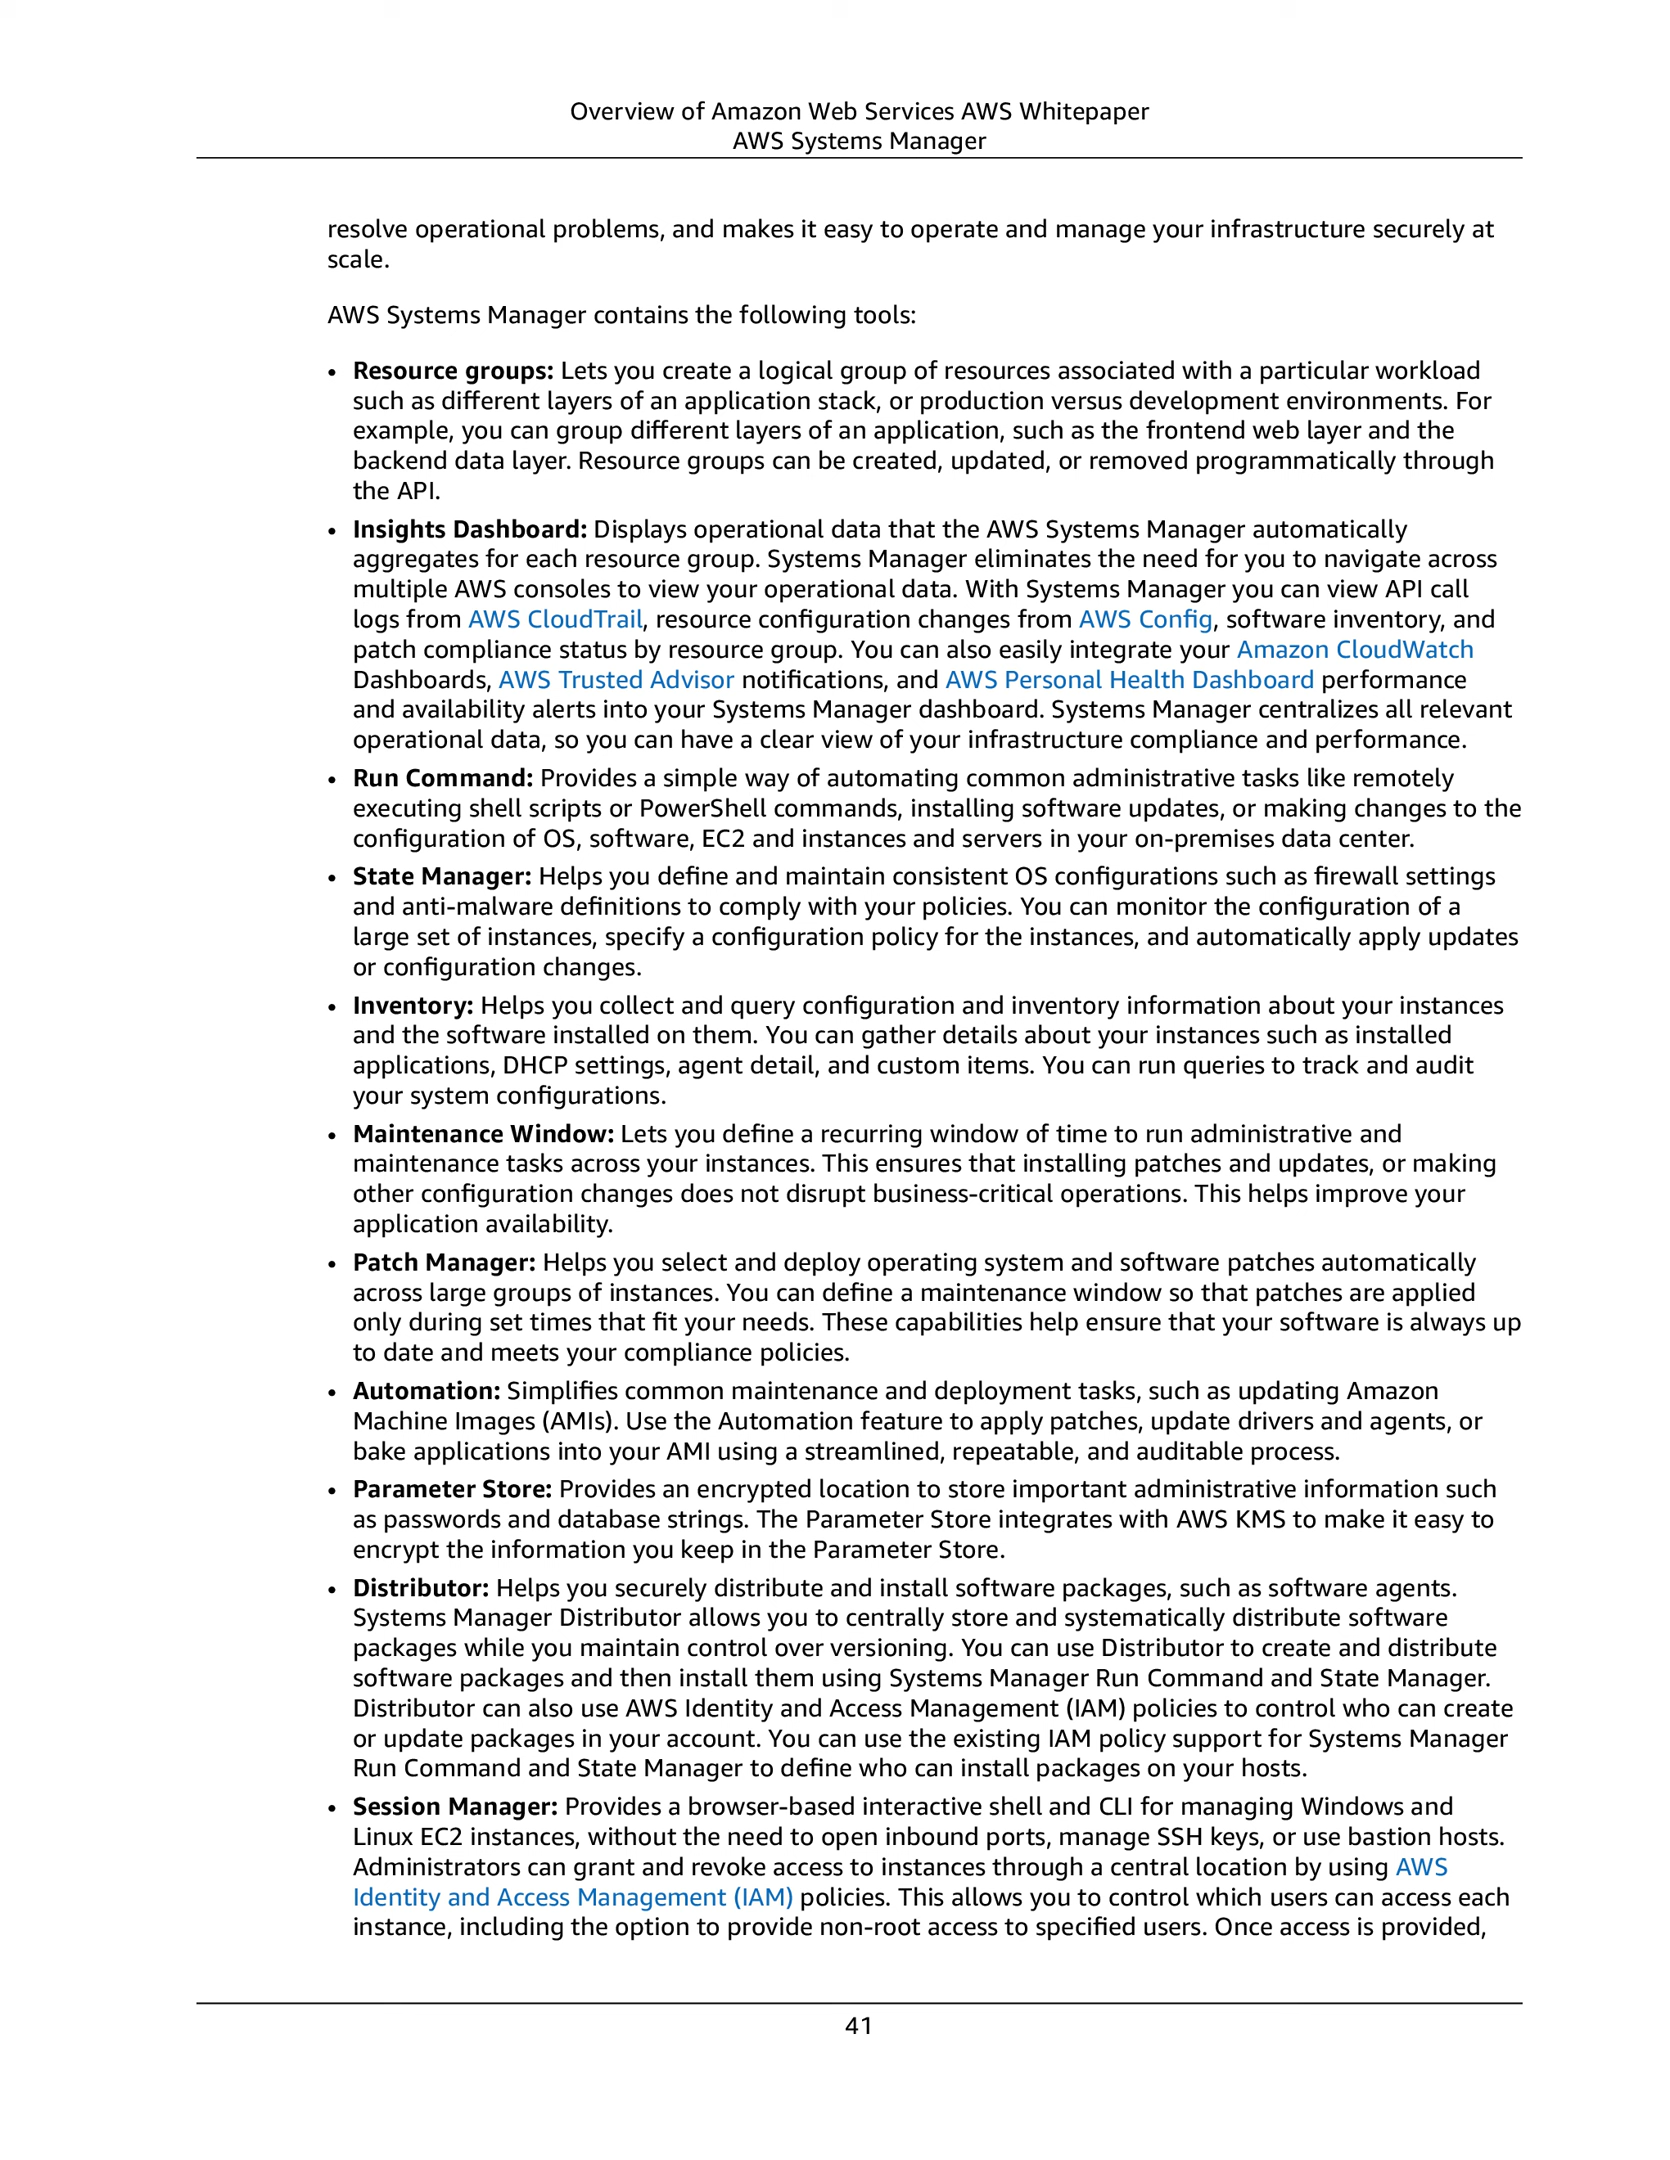 Overview of Amazon Web Services AWS Whitepaper
AWS Systems Manager
resolve operational problems, and makes it easy to operate and manage your infrastructure securely at
scale.
AWS Systems Manager contains the following tools:
• Resource groups: Lets you create a logical group of resources associated with a particular workload
such as different layers of an application stack, or production versus development environments. For
example, you can group different layers of an application, such as the frontend web layer and the
backend data layer. Resource groups can be created, updated, or removed programmatically through
the API.
• Insights Dashboard: Displays operational data that the AWS Systems Manager automatically
aggregates for each resource group. Systems Manager eliminates the need for you to navigate across
multiple AWS consoles to view your operational data. With Systems Manager you can view API call
logs from AWS CloudTrail, resource configuration changes from AWS Config, software inventory, and
patch compliance status by resource group. You can also easily integrate your Amazon CloudWatch
Dashboards, AWS Trusted Advisor notifications, and AWS Personal Health Dashboard performance
and availability alerts into your Systems Manager dashboard. Systems Manager centralizes all relevant
operational data, so you can have a clear view of your infrastructure compliance and performance.
• Run Command: Provides a simple way of automating common administrative tasks like remotely
executing shell scripts or PowerShell commands, installing software updates, or making changes to the
configuration of OS, software, EC2 and instances and servers in your on-premises data center.
• State Manager: Helps you define and maintain consistent OS configurations such as firewall settings
and anti-malware definitions to comply with your policies. You can monitor the configuration of a
large set of instances, specify a configuration policy for the instances, and automatically apply updates
or configuration changes.
• Inventory: Helps you collect and query configuration and inventory information about your instances
and the software installed on them. You can gather details about your instances such as installed
applications, DHCP settings, agent detail, and custom items. You can run queries to track and audit
your system configurations.
• Maintenance Window: Lets you define a recurring window of time to run administrative and
maintenance tasks across your instances. This ensures that installing patches and updates, or making
other configuration changes does not disrupt business-critical operations. This helps improve your
application availability.
• Patch Manager: Helps you select and deploy operating system and software patches automatically
across large groups of instances. You can define a maintenance window so that patches are applied
only during set times that fit your needs. These capabilities help ensure that your software is always up
to date and meets your compliance policies.
• Automation: Simplifies common maintenance and deployment tasks, such as updating Amazon
Machine Images (AMIs). Use the Automation feature to apply patches, update drivers and agents, or
bake applications into your AMI using a streamlined, repeatable, and auditable process.
• Parameter Store: Provides an encrypted location to store important administrative information such
as passwords and database strings. The Parameter Store integrates with AWS KMS to make it easy to
encrypt the information you keep in the Parameter Store.
• Distributor: Helps you securely distribute and install software packages, such as software agents.
Systems Manager Distributor allows you to centrally store and systematically distribute software
packages while you maintain control over versioning. You can use Distributor to create and distribute
software packages and then install them using Systems Manager Run Command and State Manager.
Distributor can also use AWS Identity and Access Management (IAM) policies to control who can create
or update packages in your account. You can use the existing IAM policy support for Systems Manager
Run Command and State Manager to define who can install packages on your hosts.
• Session Manager: Provides a browser-based interactive shell and CLI for managing Windows and
Linux EC2 instances, without the need to open inbound ports, manage SSH keys, or use bastion hosts.
Administrators can grant and revoke access to instances through a central location by using AWS
Identity and Access Management (IAM) policies. This allows you to control which users can access each
instance, including the option to provide non-root access to specified users. Once access is provided,
41